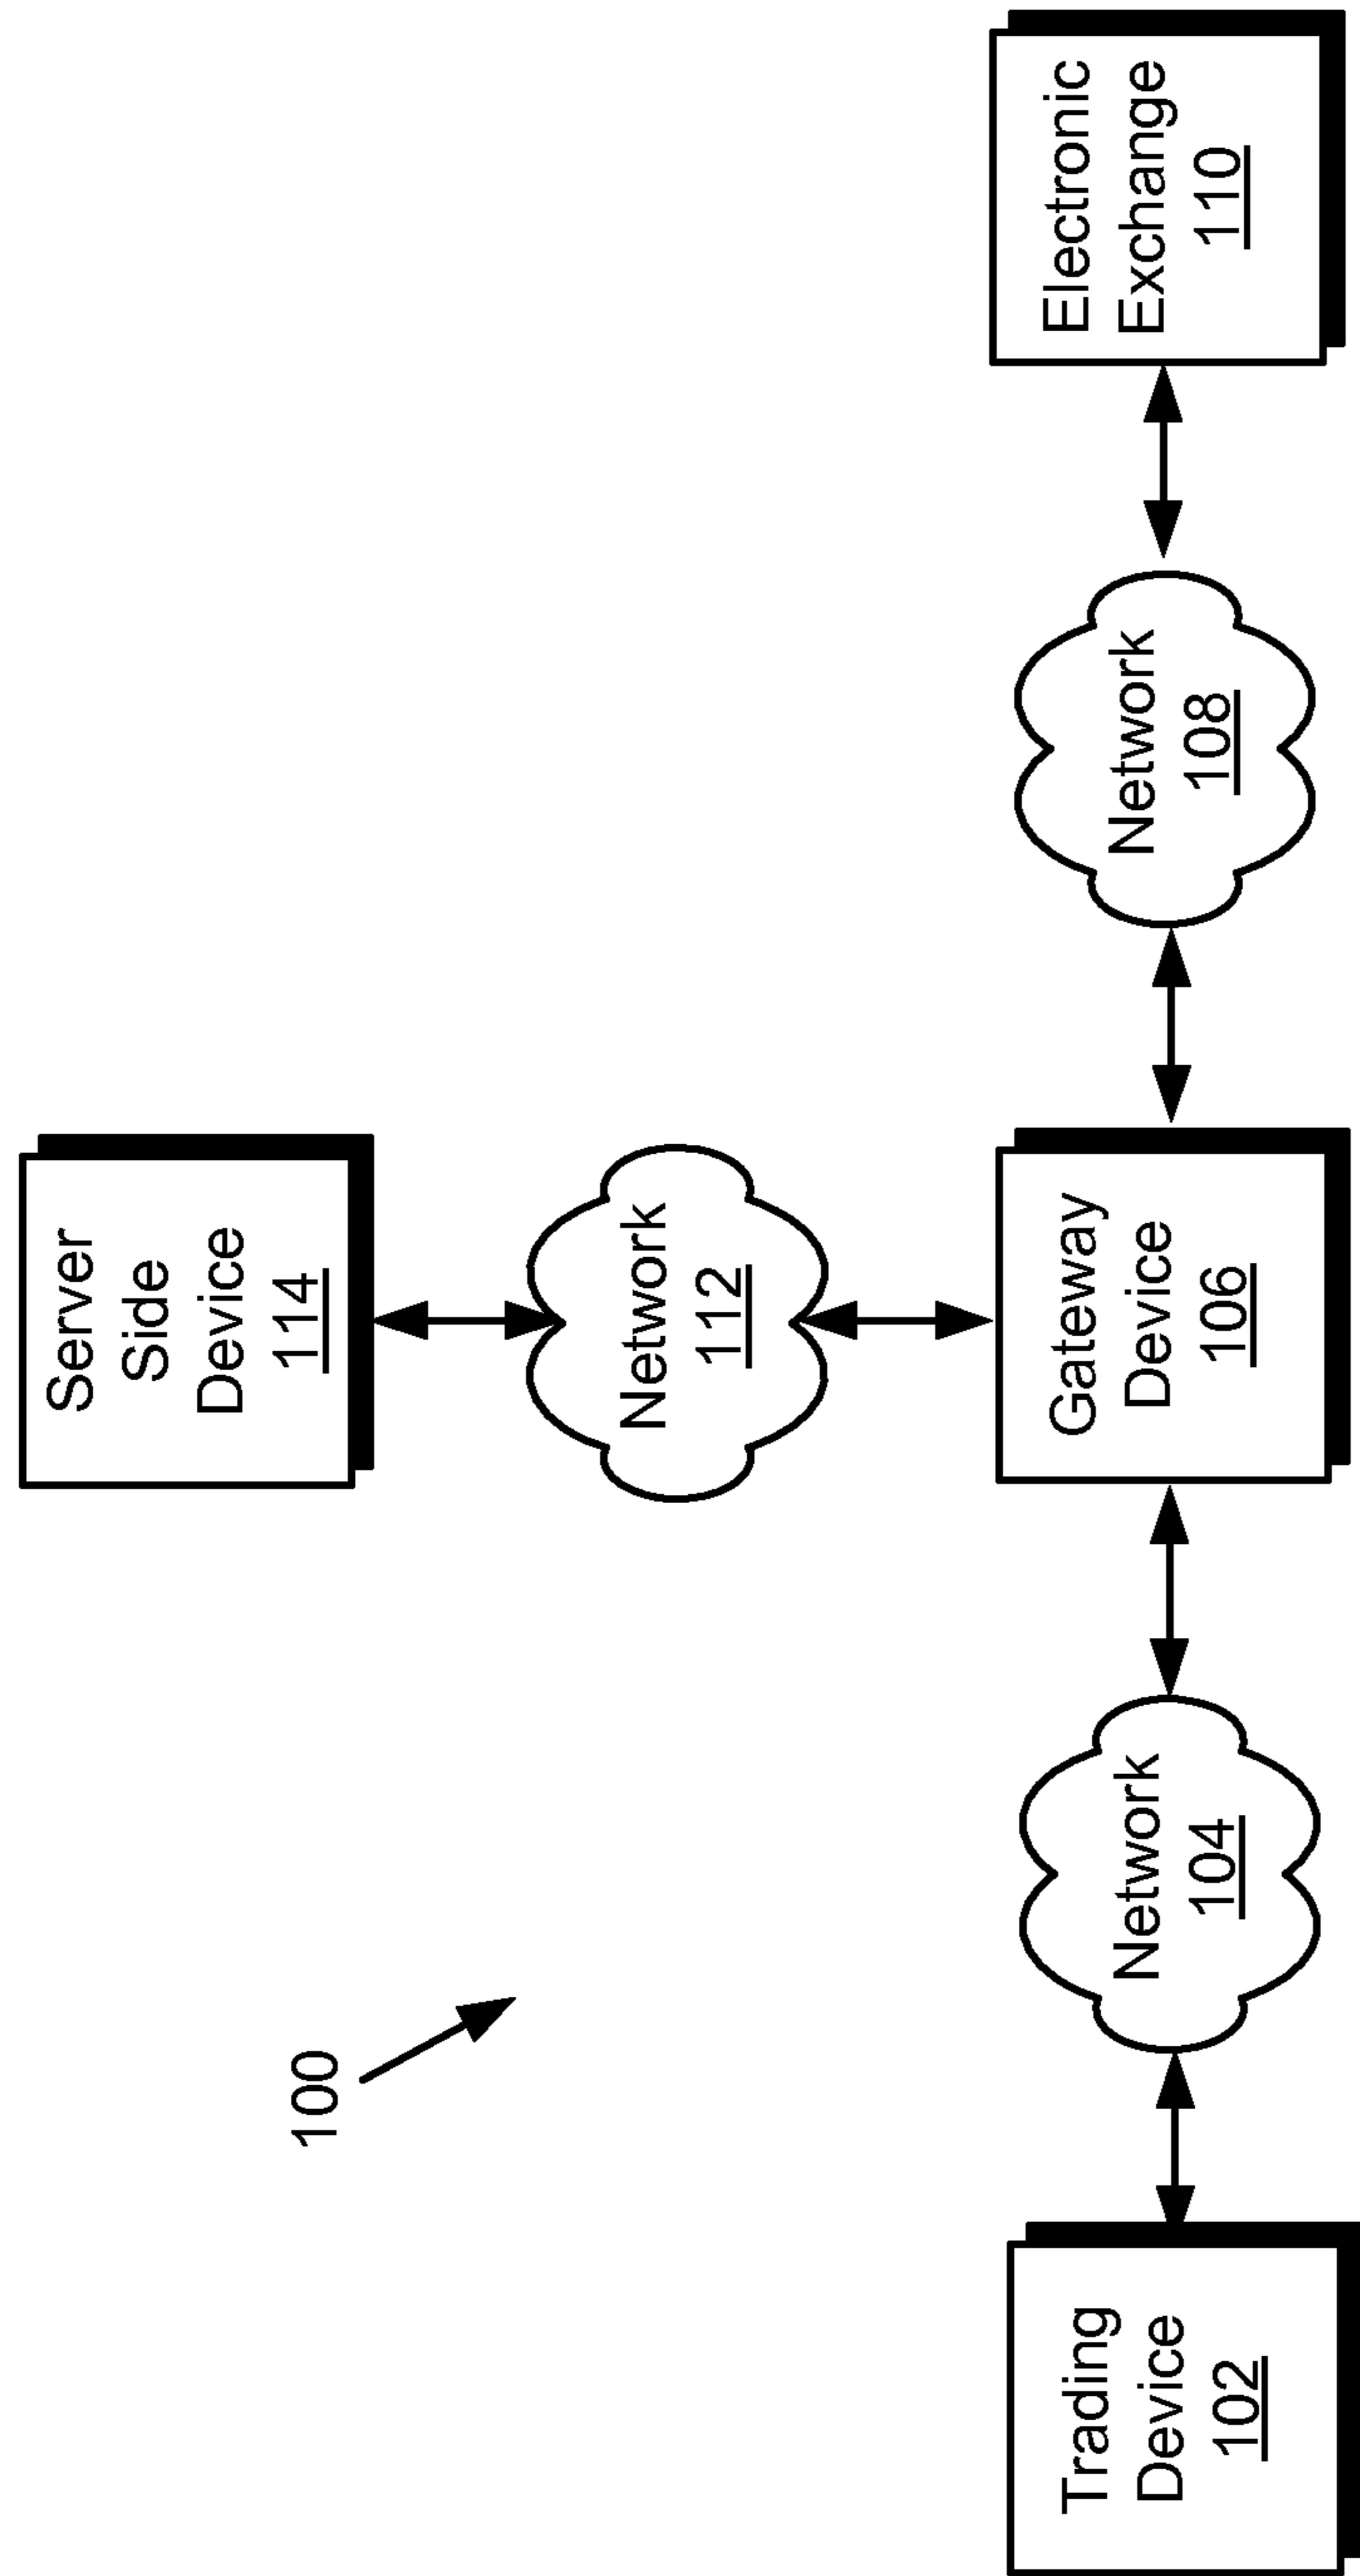 Server
Side
Device
114
100
Network
112
Trading
Device
102
Network
104
Gateway
Device
106
Network
108
Electronic
Exchange
110